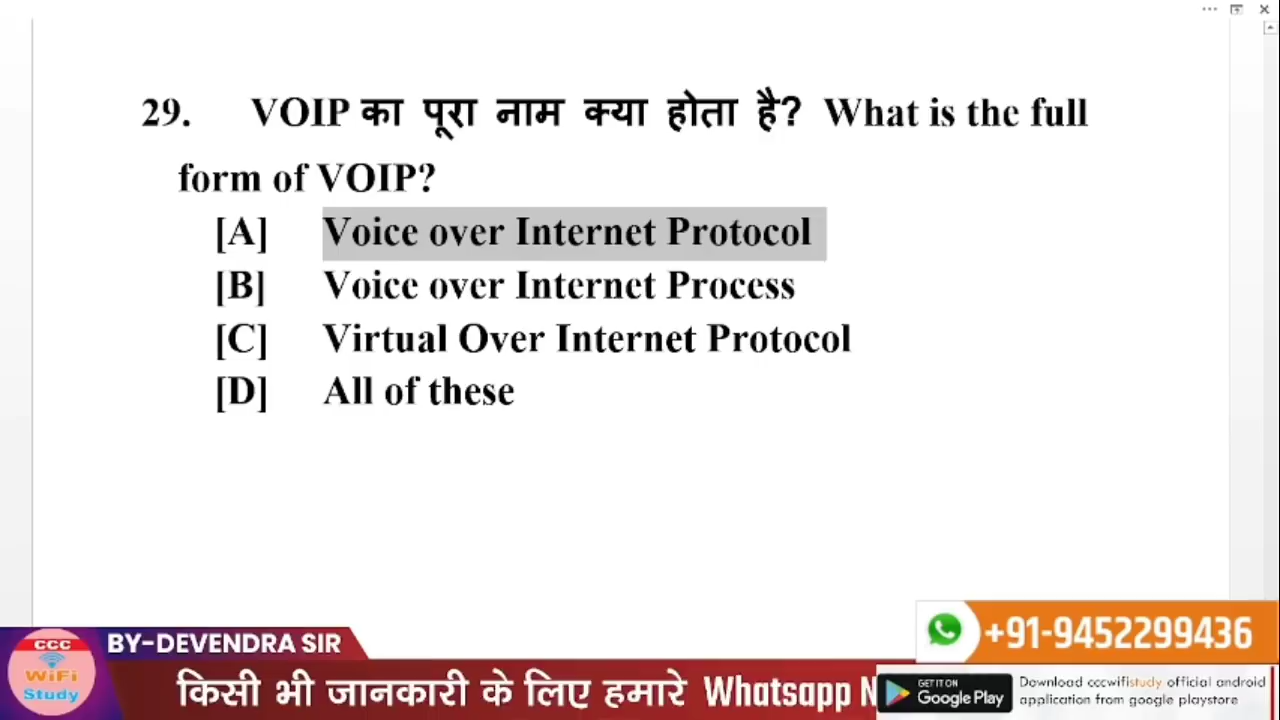 29. VOIP का पूरा नाम क्या होता है? What is the full
form of VOIP?
[A] Voice over Internet Protocol
[B] Voice over Internet Process
[C] Virtual Over Internet Protocol
[D] All of these
+91-9452299436
CCC
WiFi
Study
BY-DEVENDRA SIR
किसी भी जानकारी के लिए हमारे Whatsapp N
GET IT ON
Google Play
Download cccwifistudy official android
application from google playstore